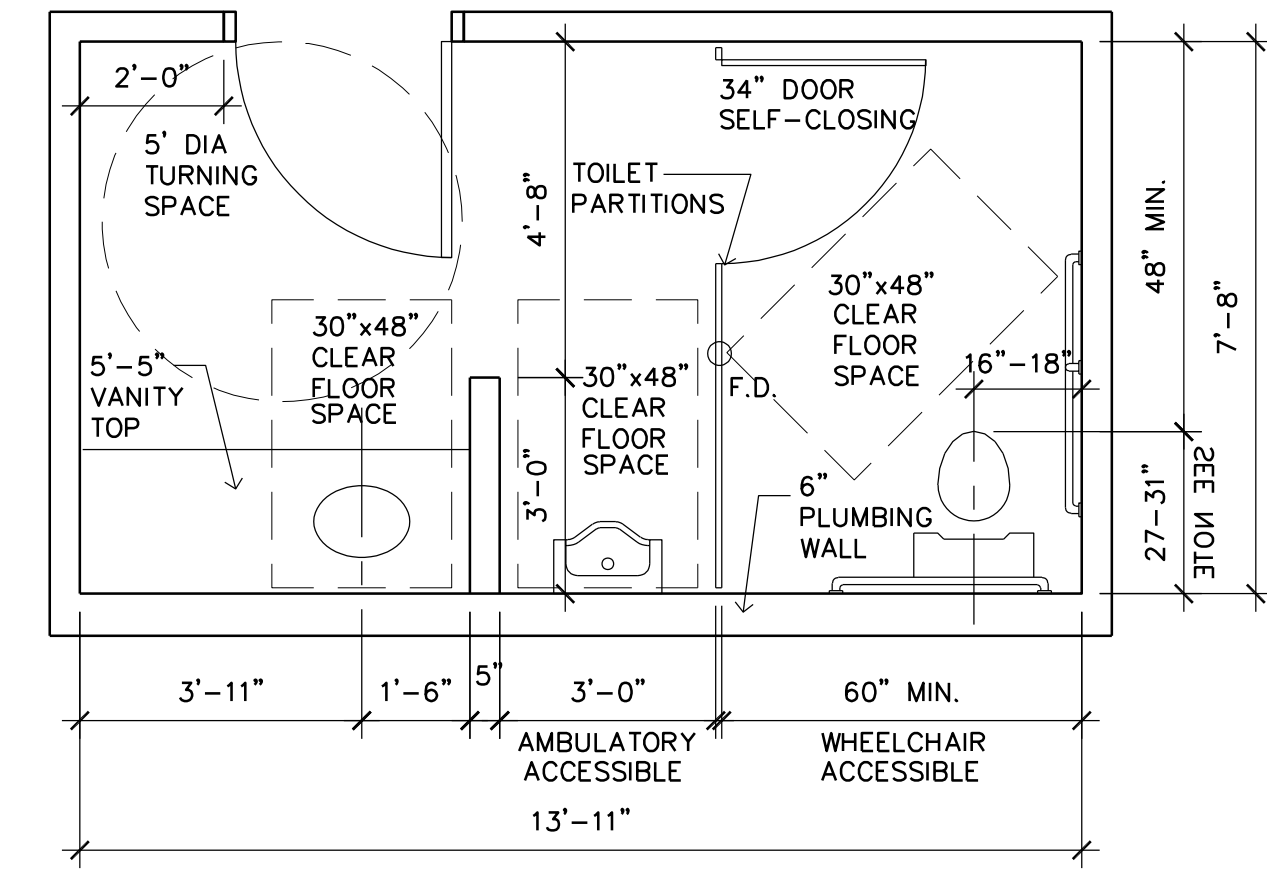 2'-0"
5' DIA
TURNING
SPACE
34" DOOR
SELF-CLOSING
TOILET
PARTITIONS
4'-8"
48" MIN.
7'-8"
30"x48"
CLEAR
FLOOR
SPACE
30"x48"
CLEAR
FLOOR
SPACE
5'-5"
VANITY
TOP
30"x48"
CLEAR
FLOOR
SPACE
16"-18"
F.D.
3'-0"
6"
PLUMBING
WALL
27-31"
SEE NOTE
3'-11"
1'-6"
5"
3'-0"
60" MIN.
AMBULATORY
ACCESSIBLE
WHEELCHAIR
ACCESSIBLE
13'-11"